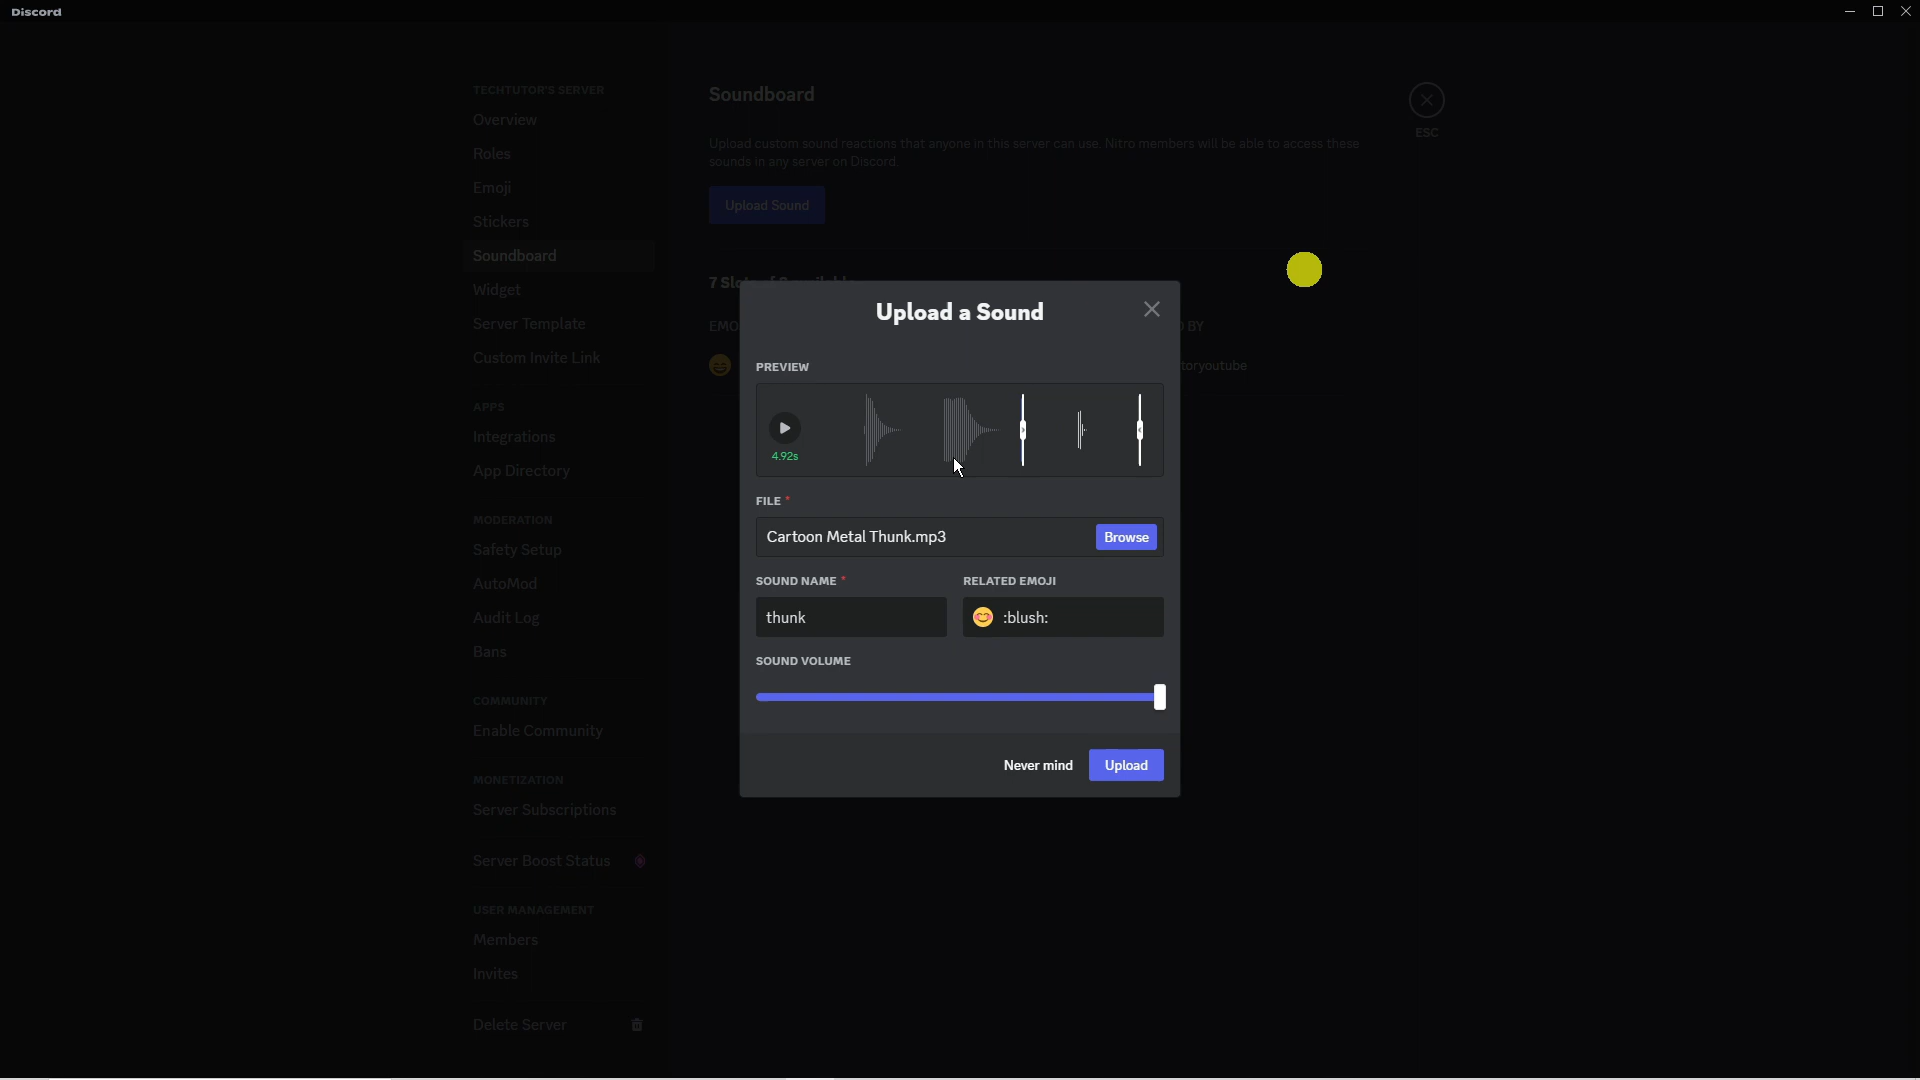 Discord
TECHTUTOR'S SERVER
Overview
Roles
Emoji
Stickers
Soundboard
Widget
Server Template
Custom Invite Link
APPS
Integrations
App Directory
MODERATION
Safety Setup
AutoMod
Audit Log
Bans
COMMUNITY
Enable Community
MONETIZATION
Server Subscriptions
Server Boost Status
USER MANAGEMENT
Members
Invites
Delete Server
Soundboard
ESC
Upload custom sound reactions that anyone in this server can use. Nitro members will be able to access these
sounds in any server on Discord.
Upload Sound
7
EMO
BY
toryoutube
Upload a Sound
PREVIEW
4.92s
FILE *
Cartoon Metal Thunk.mp3
Browse
SOUND NAME *
RELATED EMOJI
thunk
:blush:
SOUND VOLUME
Never mind
Upload